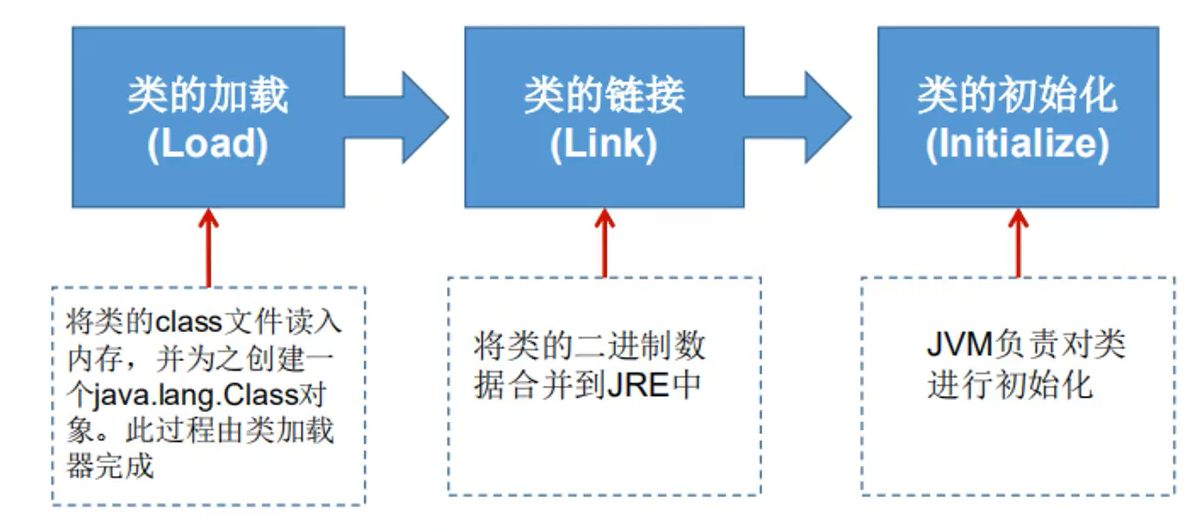 类的加载
(Load)
类的链接
(Link)
类的初始化
(Initialize)
将类的class文件读入
内存，并为之创建一
个java.lang.Class对
象。此过程由类加载
器完成
将类的二进制数
据合并到JRE中
JVM负责对类
进行初始化